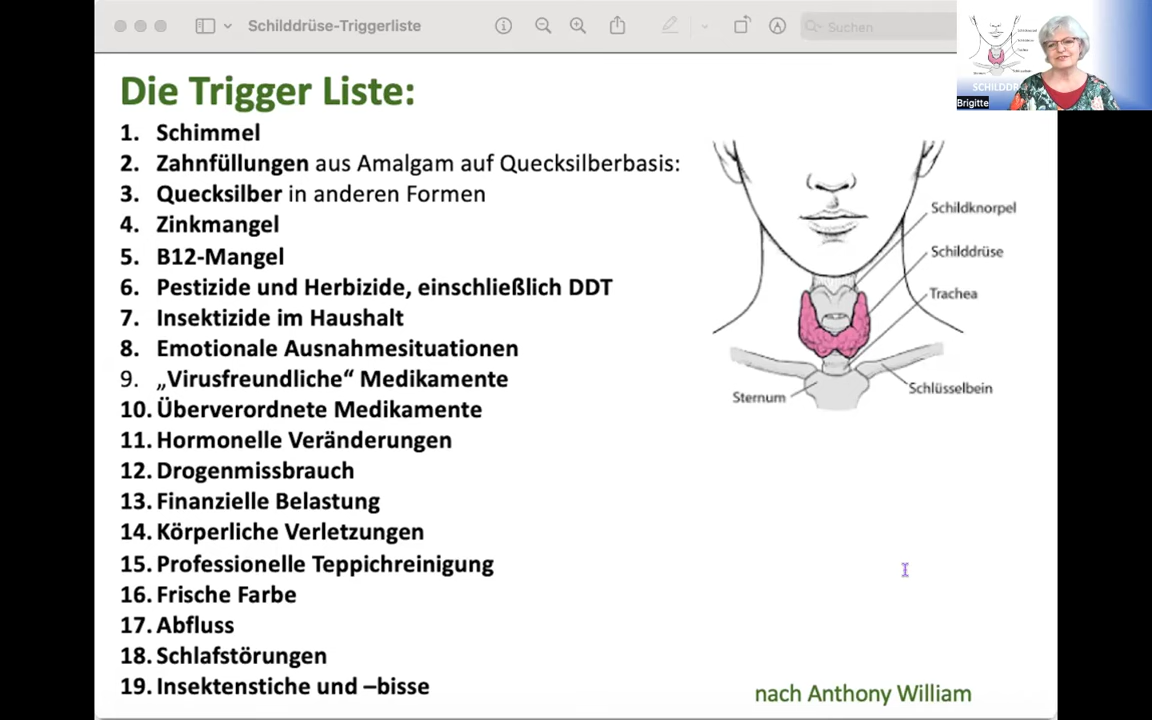 Schilddrüse-Triggerliste
Suchen
SCHILDDR
Brigitte
Die Trigger Liste:
1. Schimmel
2. Zahnfüllungen aus Amalgam auf Quecksilberbasis:
3. Quecksilber in anderen Formen
4. Zinkmangel
5. B12-Mangel
6. Pestizide und Herbizide, einschließlich DDT
7. Insektizide im Haushalt
8. Emotionale Ausnahmesituationen
9. „Virusfreundliche“ Medikamente
10. Überverordnete Medikamente
11. Hormonelle Veränderungen
12. Drogenmissbrauch
13. Finanzielle Belastung
14. Körperliche Verletzungen
15. Professionelle Teppichreinigung
16. Frische Farbe
17. Abfluss
18. Schlafstörungen
19. Insektenstiche und –bisse
Schildknorpel
Schilddrüse
Trachea
Schlüsselbein
Sternum
nach Anthony William